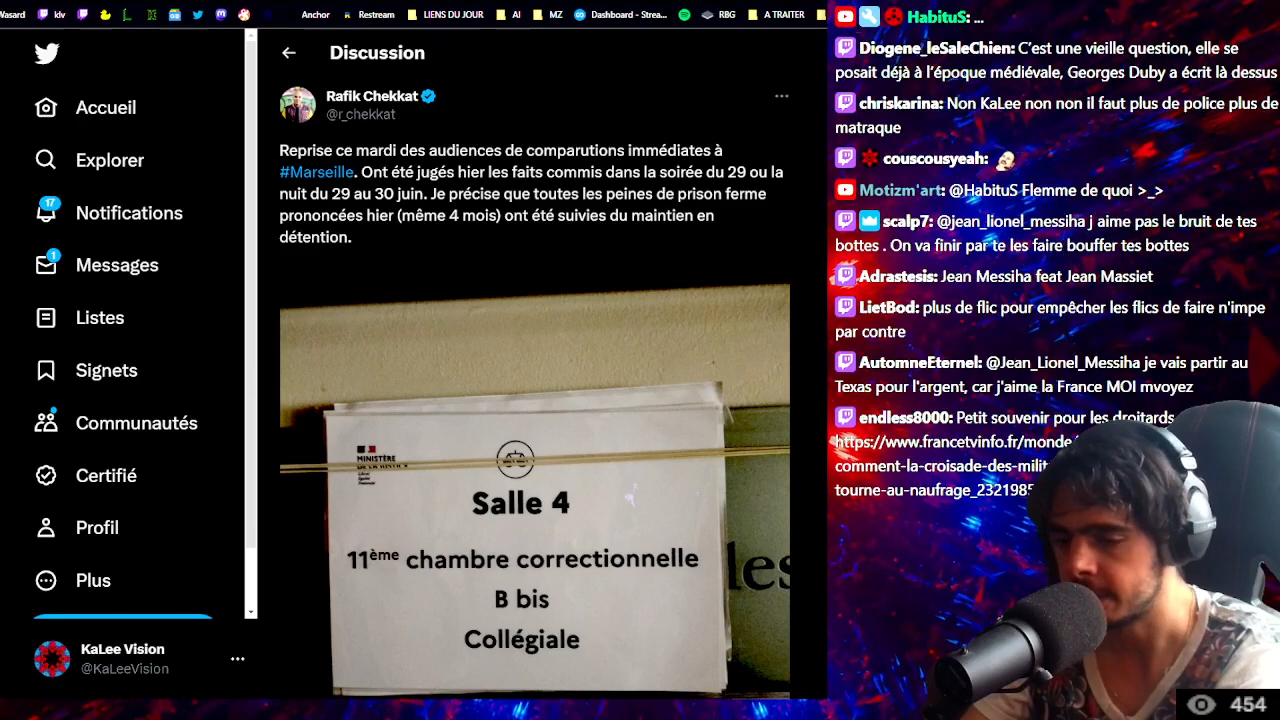 Wasard
klv
Anchor
Restream
LIENS DU JOUR
AI
MZ
Dashboard - Strea...
RBG
A TRAITER
Accueil
Explorer
17
Notifications
1
Messages
Listes
Signets
Communautés
Certifié
Profil
Plus
KaLee Vision
@KaLeeVision
Discussion
Rafik Chekkat
@r_chekkat
Reprise ce mardi des audiences de comparutions immédiates à
#Marseille. Ont été jugés hier les faits commis dans la soirée du 29 ou la
nuit du 29 au 30 juin. Je précise que toutes les peines de prison ferme
prononcées hier (même 4 mois) ont été suivies du maintien en
détention.
MINISTÈRE
Salle 4
11ème chambre correctionnelle
B bis
Collégiale
les
HabituS: ...
Diogene_leSaleChien: C'est une vieille question, elle se
posait déjà à l'époque médiévale, Georges Duby a écrit là dessus
chriskarina: Non KaLee non non il faut plus de police plus de
matraque
couscousyeah:
Motizm'art: @HabituS Flemme de quoi >_>
scalp7: @jean_lionel_messiha j aime pas le bruit de tes
bottes . On va finir par te les faire bouffer tes bottes
Adrastesis: Jean Messiha feat Jean Massiet
LietBod: plus de flic pour empêcher les flics de faire n'impe
par contre
AutomneEternel: @Jean_Lionel_Messiha je vais partir au
Texas pour l'argent, car j'aime la France MOI mvoyez
endless8000: Petit souvenir pour les droitards
https://www.francetvinfo.fr/monde/
comment-la-croisade-des-milit
tourne-au-naufrage_2321985
454